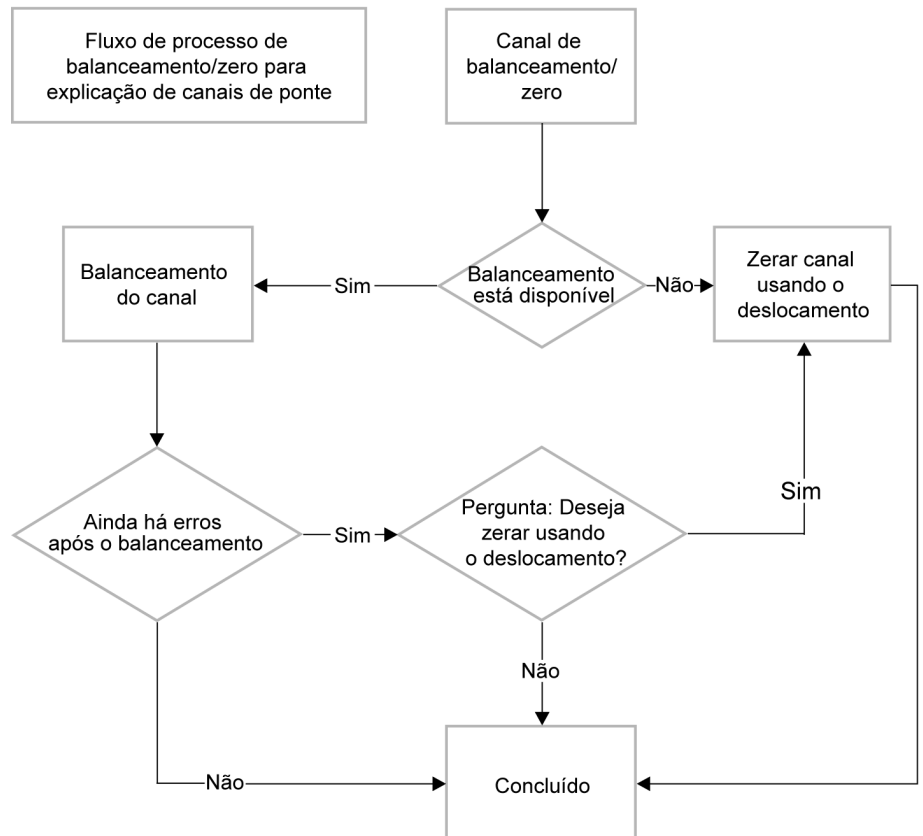 Fluxo de processo de
balanceamento/zero para
explicação de canais de ponte
Canal de
balanceamento/
zero
Balanceamento
do canal
Sim
Balanceamento
está disponível
Não
Zerar canal
usando o
deslocamento
Ainda há erros
após o balanceamento
Sim
Pergunta: Deseja
zerar usando
o deslocamento?
Sim
Não
Não
Concluído